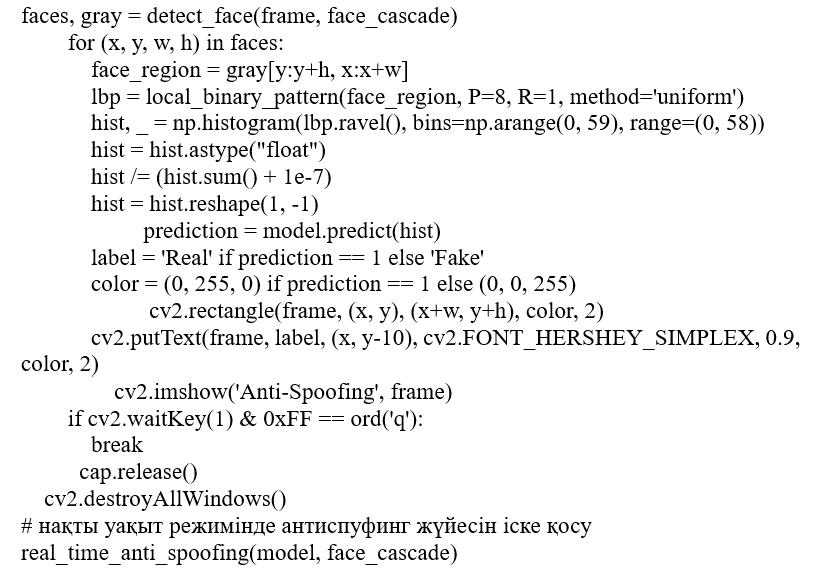 faces, gray = detect_face(frame, face_cascade)
for (x, y, w, h) in faces:
face_region = gray[y:y+h, x:x+w]
lbp = local_binary_pattern(face_region, P=8, R=1, method='uniform')
hist, _ = np.histogram(lbp.ravel(), bins=np.arange(0, 59), range=(0, 58))
hist = hist.astype("float")
hist /= (hist.sum() + 1e-7)
hist = hist.reshape(1, -1)
prediction = model.predict(hist)
label = 'Real' if prediction == 1 else 'Fake'
color = (0, 255, 0) if prediction == 1 else (0, 0, 255)
cv2.rectangle(frame, (x, y), (x+w, y+h), color, 2)
cv2.putText(frame, label, (x, y-10), cv2.FONT_HERSHEY_SIMPLEX, 0.9,
color, 2)
cv2.imshow('Anti-Spoofing', frame)
if cv2.waitKey(1) & 0xFF == ord('q'):
break
cap.release()
cv2.destroyAllWindows()
# нақты уақыт режимінде антиспуфинг жүйесін іске қосу
real_time_anti_spoofing(model, face_cascade)